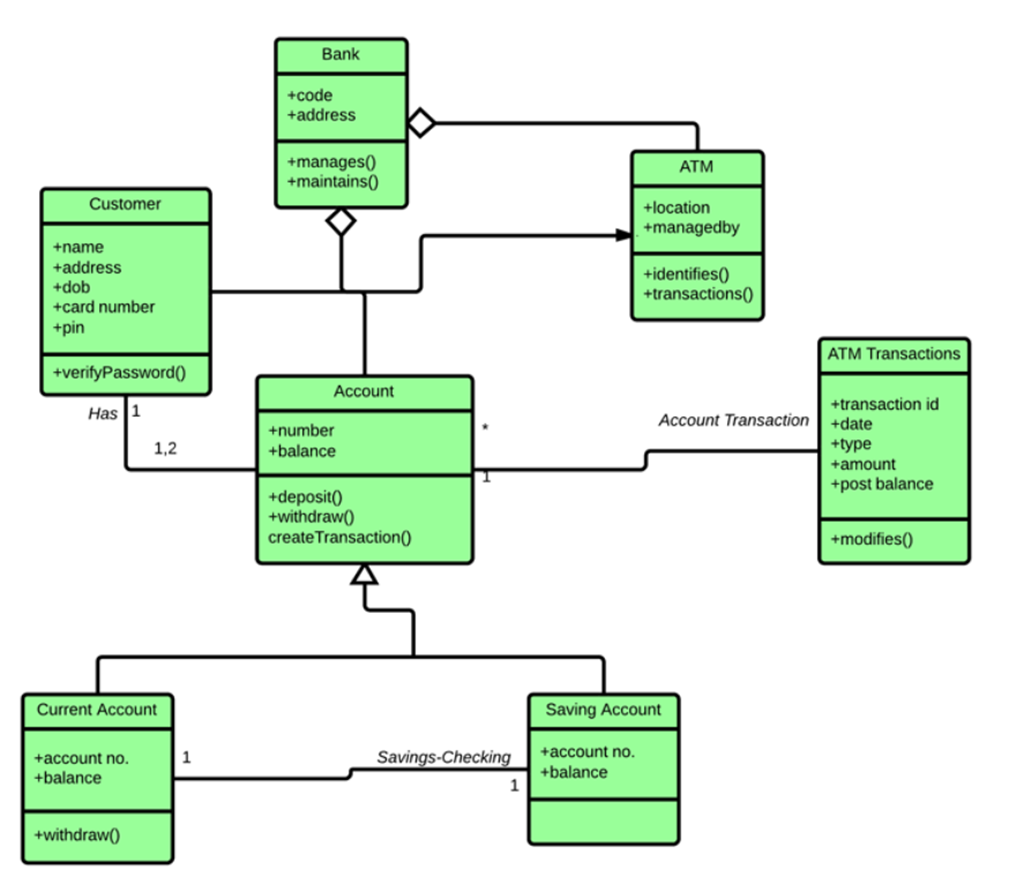 Bank
+code
+address
+manages()
+maintains()
ATM
+location
+managedby
+identifies()
+transactions()
Customer
+name
+address
+dob
+card number
+pin
+verifyPassword()
Has
1
1,2
Account
+number
+balance
+deposit()
+withdraw()
createTransaction()
*
1
Account Transaction
ATM Transactions
+transaction id
+date
+type
+amount
+post balance
+modifies()
Current Account
+account no.
+balance
+withdraw()
1
Savings-Checking
1
Saving Account
+account no.
+balance